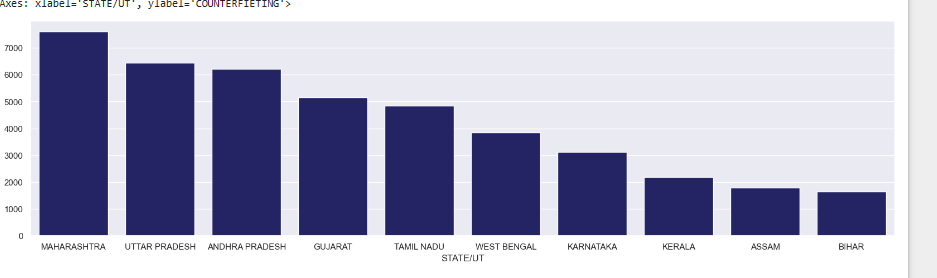 Axes: xlabel='STATE/UT', ylabel='COUNTERFIETING'>
7000
6000
5000
4000
3000
2000
1000
0
MAHARASHTRA UTTAR PRADESH ANDHRA PRADESH GUJARAT TAMIL NADU WEST BENGAL KARNATAKA KERALA ASSAM BIHAR
STATE/UT